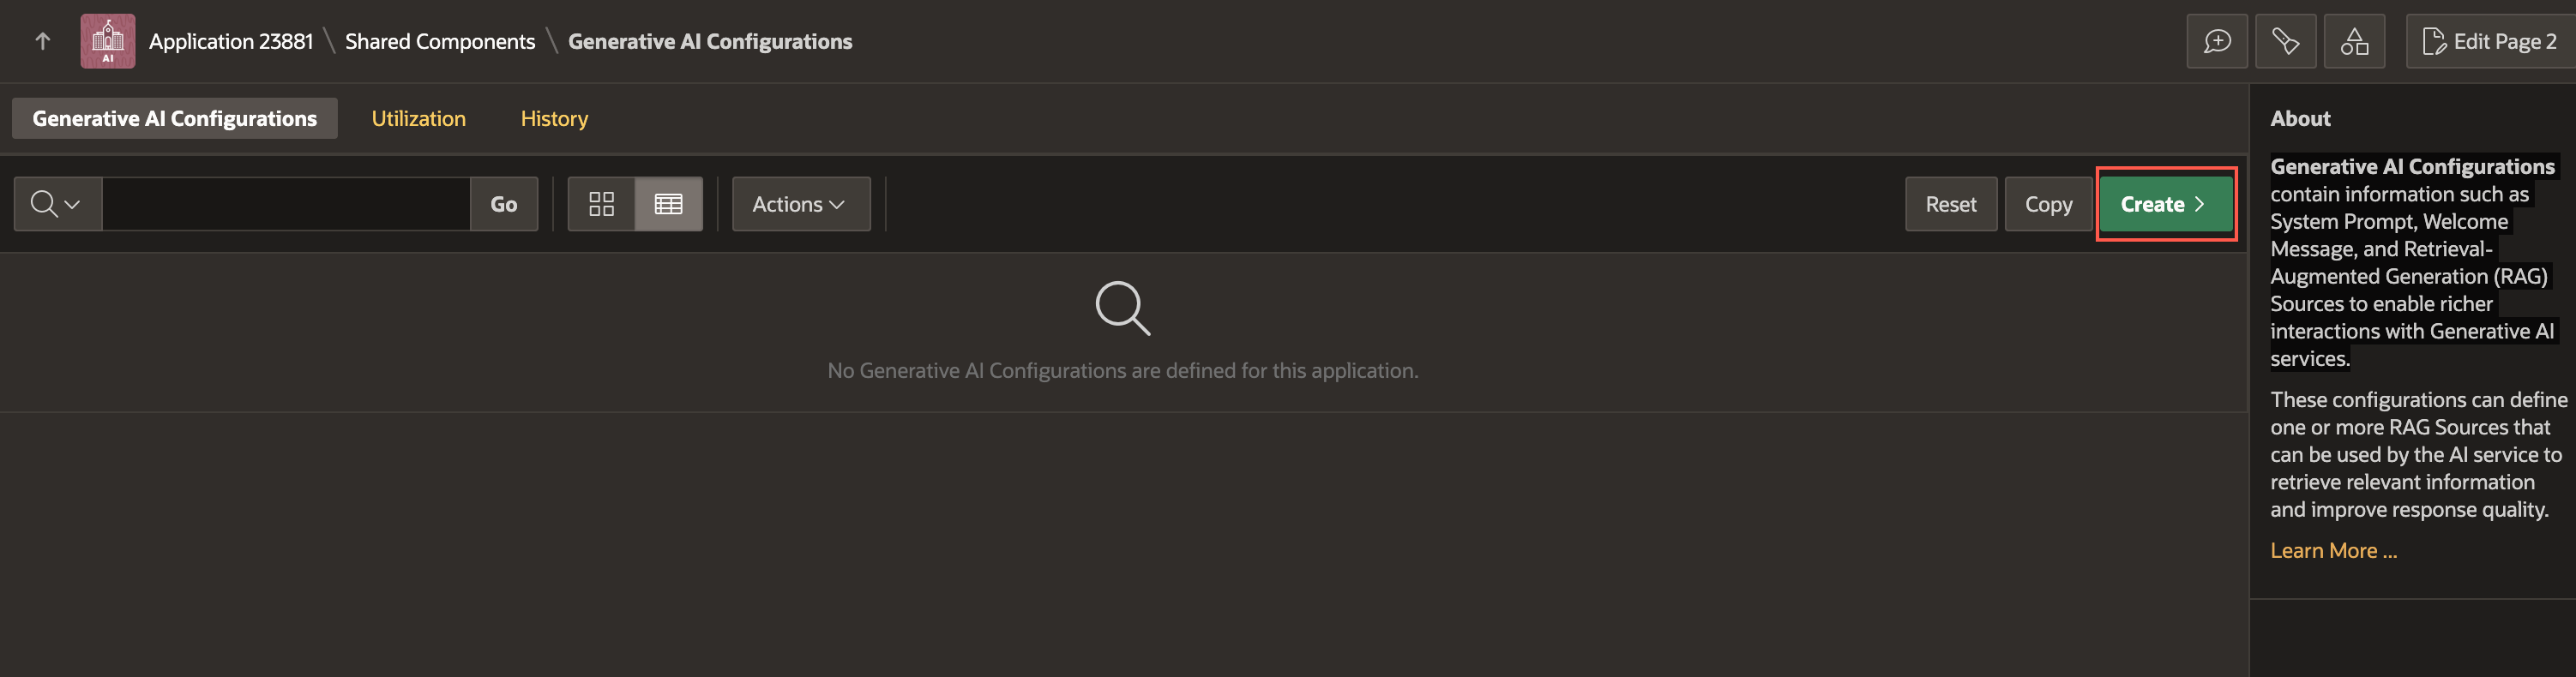 AI
Application 23881 \ Shared Components \ Generative AI Configurations
Edit Page 2
Generative AI Configurations Utilization History
Go
Actions
Reset Copy Create
No Generative AI Configurations are defined for this application.
About
Generative AI Configurations
contain information such as
System Prompt, Welcome
Message, and Retrieval-
Augmented Generation (RAG)
Sources to enable richer
interactions with Generative AI
services.
These configurations can define
one or more RAG Sources that
can be used by the AI service to
retrieve relevant information
and improve response quality.
Learn More ...